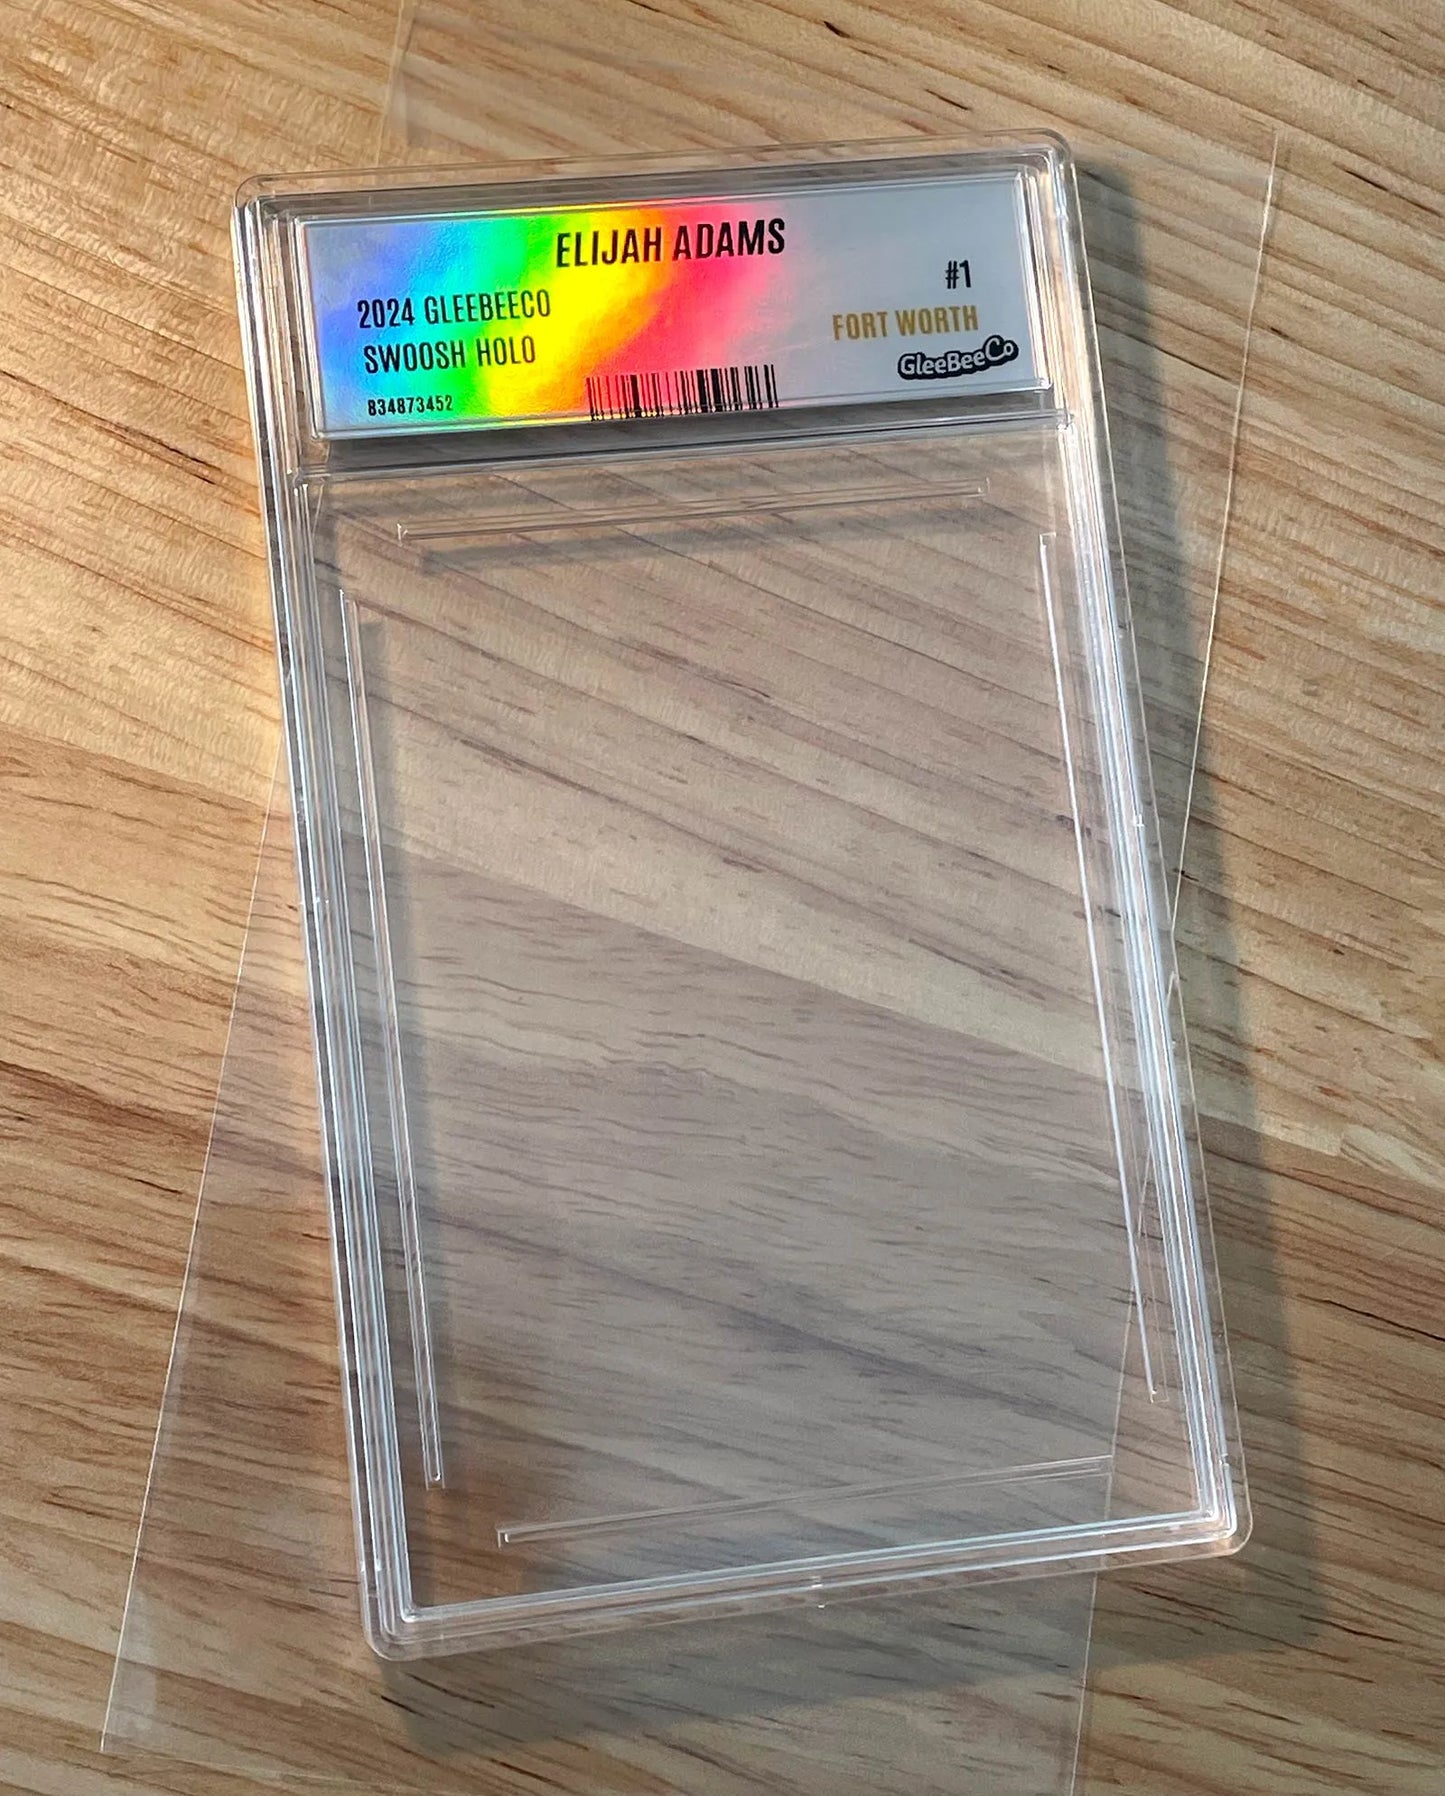 ELIJAH ADAMS
2024 GLEEBEECO
#1
SWOOSH HOLO
FORT WORTH
GleeBeeCo
834873452